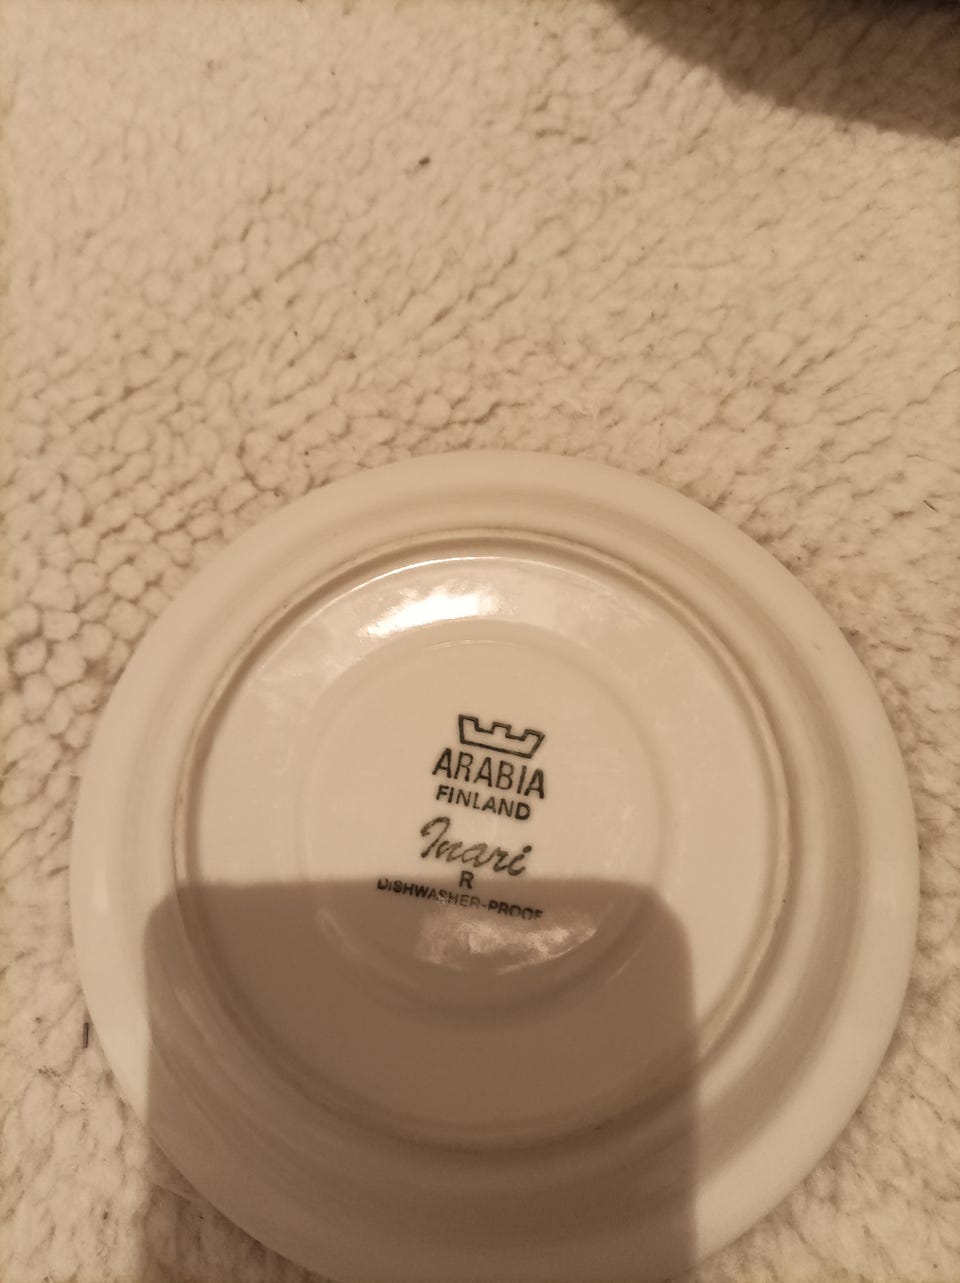 ARABIA
FINLAND
Inari
R
DISHWASHER-PROOF